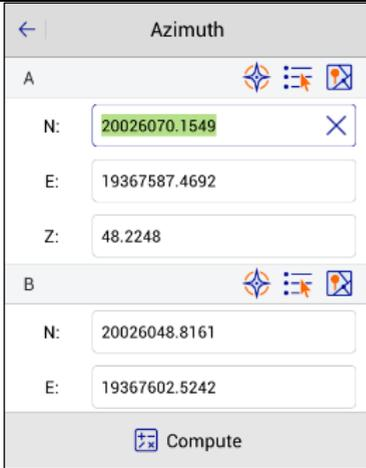 Azimuth
A
N: 20026070.1549
E: 19367587.4692
Z: 48.2248
B
N: 20026048.8161
E: 19367602.5242
Compute